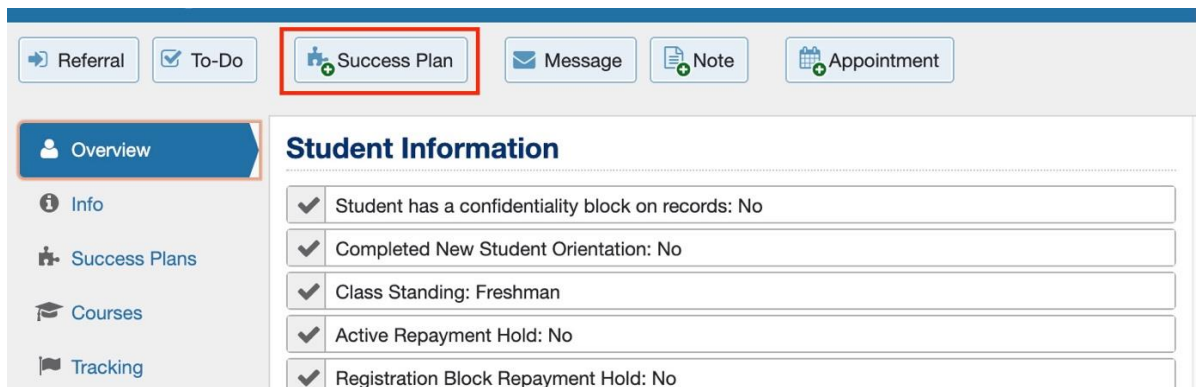 Referral To-Do Success Plan Message Note Appointment
Overview
Student Information
Info
Student has a confidentiality block on records: No
Completed New Student Orientation: No
Success Plans
Class Standing: Freshman
Courses
Active Repayment Hold: No
Tracking
Registration Block Repayment Hold: No